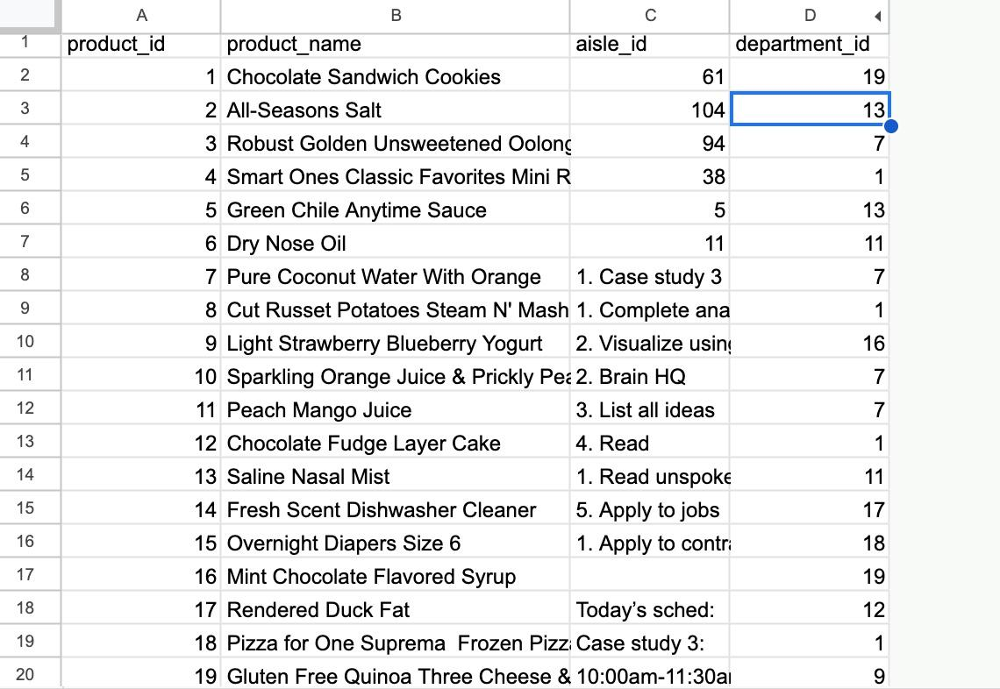 A B C D
1 product_id product_name aisle_id department_id
2 1 Chocolate Sandwich Cookies 61 19
3 2 All-Seasons Salt 104 13
4 3 Robust Golden Unsweetened Oolong 94 7
5 4 Smart Ones Classic Favorites Mini R 38 1
6 5 Green Chile Anytime Sauce 5 13
7 6 Dry Nose Oil 11 11
8 7 Pure Coconut Water With Orange 1. Case study 3 7
9 8 Cut Russet Potatoes Steam N' Mash 1. Complete ana 1
10 9 Light Strawberry Blueberry Yogurt 2. Visualize using 16
11 10 Sparkling Orange Juice & Prickly Pea 2. Brain HQ 7
12 11 Peach Mango Juice 3. List all ideas 7
13 12 Chocolate Fudge Layer Cake 4. Read 1
14 13 Saline Nasal Mist 1. Read unspoke 11
15 14 Fresh Scent Dishwasher Cleaner 5. Apply to jobs 17
16 15 Overnight Diapers Size 6 1. Apply to contra 18
17 16 Mint Chocolate Flavored Syrup 19
18 17 Rendered Duck Fat Today’s sched: 12
19 18 Pizza for One Suprema  Frozen Pizz Case study 3: 1
20 19 Gluten Free Quinoa Three Cheese & 10:00am-11:30a 9